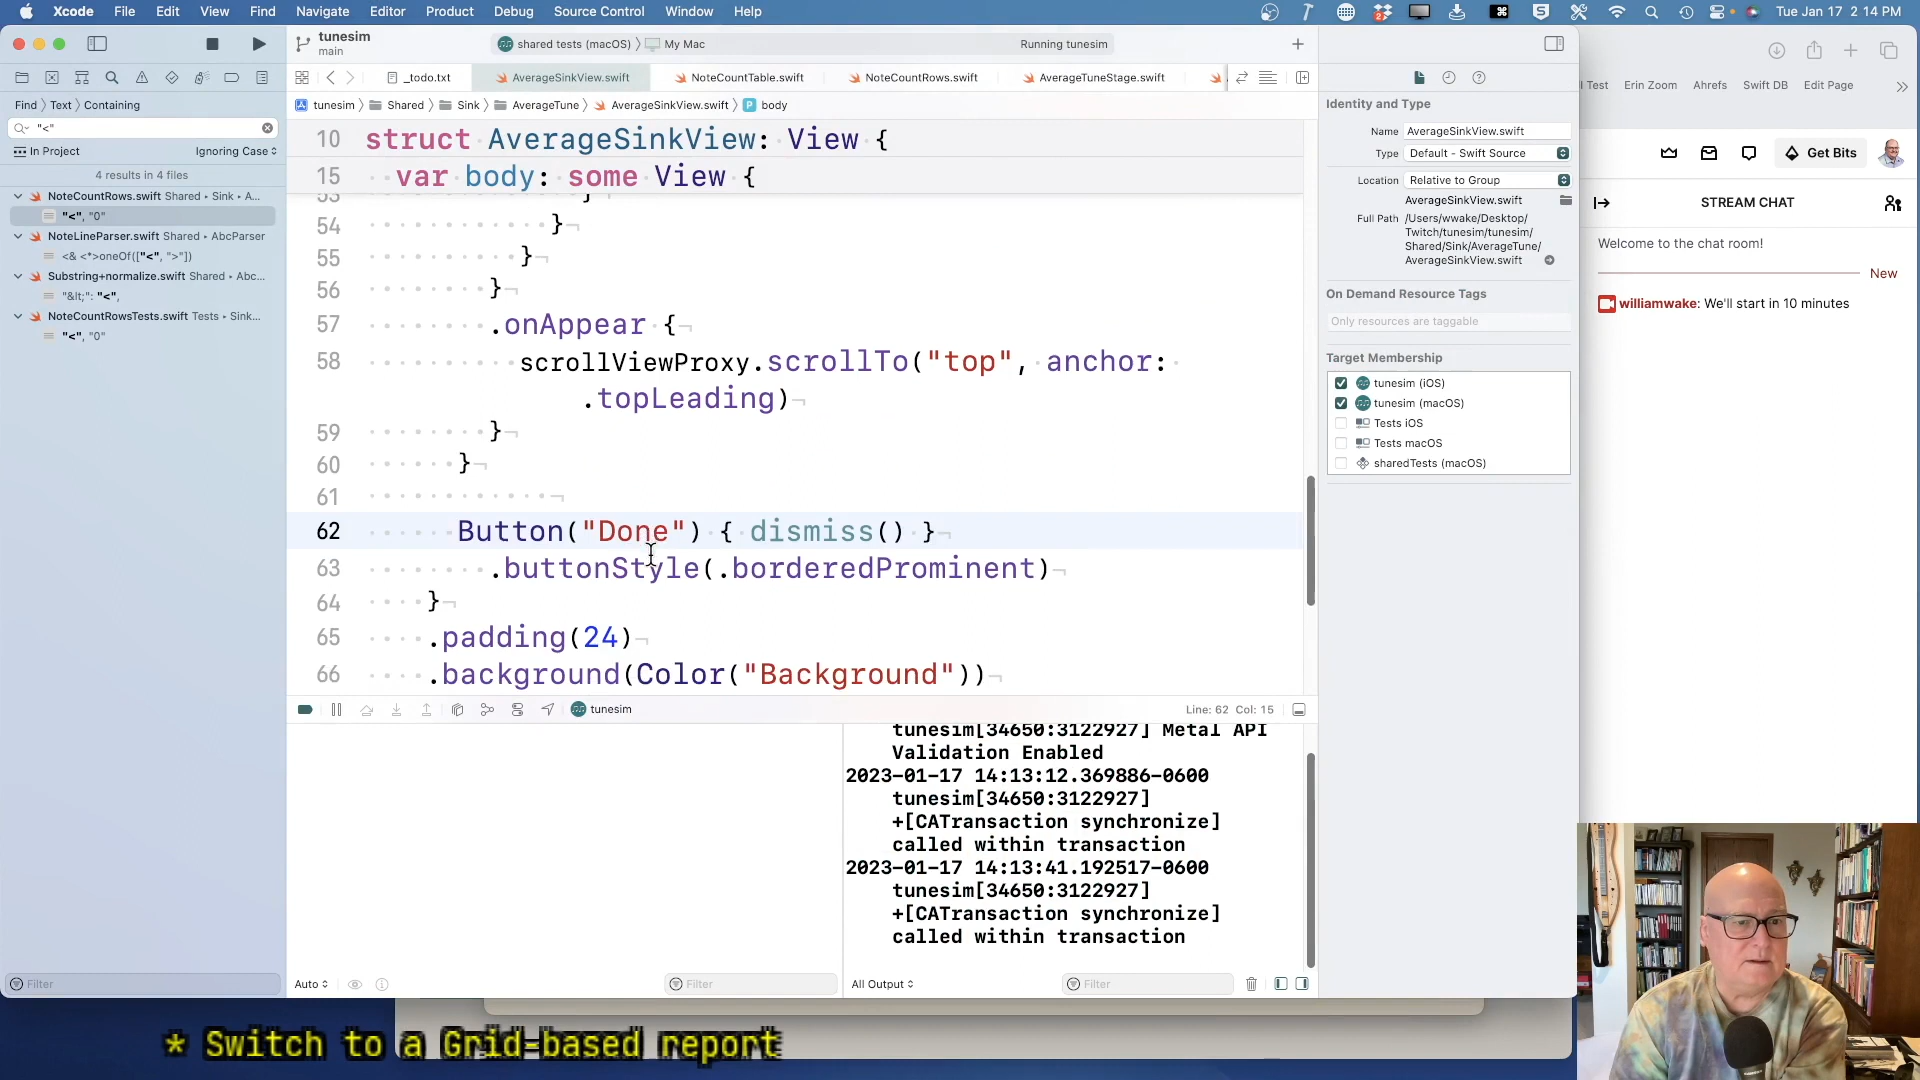 Xcode File Edit View Find Navigate Editor Product Debug Source Control Window Help
Tue Jan 17 2:14 PM
tunesim
main
shared tests (macOS) 〉 My Mac
Running tunesim
_todo.txt
AverageSinkView.swift
NoteCountTable.swift
NoteCountRows.swift
AverageTuneStage.swift
Find 〉 Text 〉 Containing
"<"
In Project
Ignoring Case
4 results in 4 files
NoteCountRows.swift Shared ▸ Sink ▸ A...
"<", "0"
NoteLineParser.swift Shared ▸ AbcParser
<& <*>oneOf(["<", ">"])
Substring+normalize.swift Shared ▸ Abc...
"&lt;": "<",
NoteCountRowsTests.swift Tests ▸ Sink...
"<", "0"
Filter
tunesim 〉 Shared 〉 Sink 〉 AverageTune 〉 AverageSinkView.swift 〉 P body
10 struct AverageSinkView: View {
15 var body: some View {
53 }
54 }
55 }
56 }
57 .onAppear {
58 scrollViewProxy.scrollTo("top", anchor:
.topLeading)
59 }
60 }
61
62 Button("Done") { dismiss() }
63 .buttonStyle(.borderedProminent)
64 }
65 .padding(24)
66 .background(Color("Background"))
tunesim
Line: 62 Col: 15
tunesim[34650:3122927] Metal API
Validation Enabled
2023-01-17 14:13:12.369886-0600
tunesim[34650:3122927]
+[CATransaction synchronize]
called within transaction
2023-01-17 14:13:41.192517-0600
tunesim[34650:3122927]
+[CATransaction synchronize]
called within transaction
Auto
Filter
All Output
Filter
Identity and Type
Name AverageSinkView.swift
Type Default - Swift Source
Location Relative to Group
AverageSinkView.swift
Full Path /Users/wwake/Desktop/
Twitch/tunesim/tunesim/
Shared/Sink/AverageTune/
AverageSinkView.swift
On Demand Resource Tags
Only resources are taggable
Target Membership
tunesim (iOS)
tunesim (macOS)
Tests iOS
Tests macOS
sharedTests (macOS)
l Test Erin Zoom Ahrefs Swift DB Edit Page
Get Bits
STREAM CHAT
Welcome to the chat room!
New
williamwake: We'll start in 10 minutes
* Switch to a Grid-based report